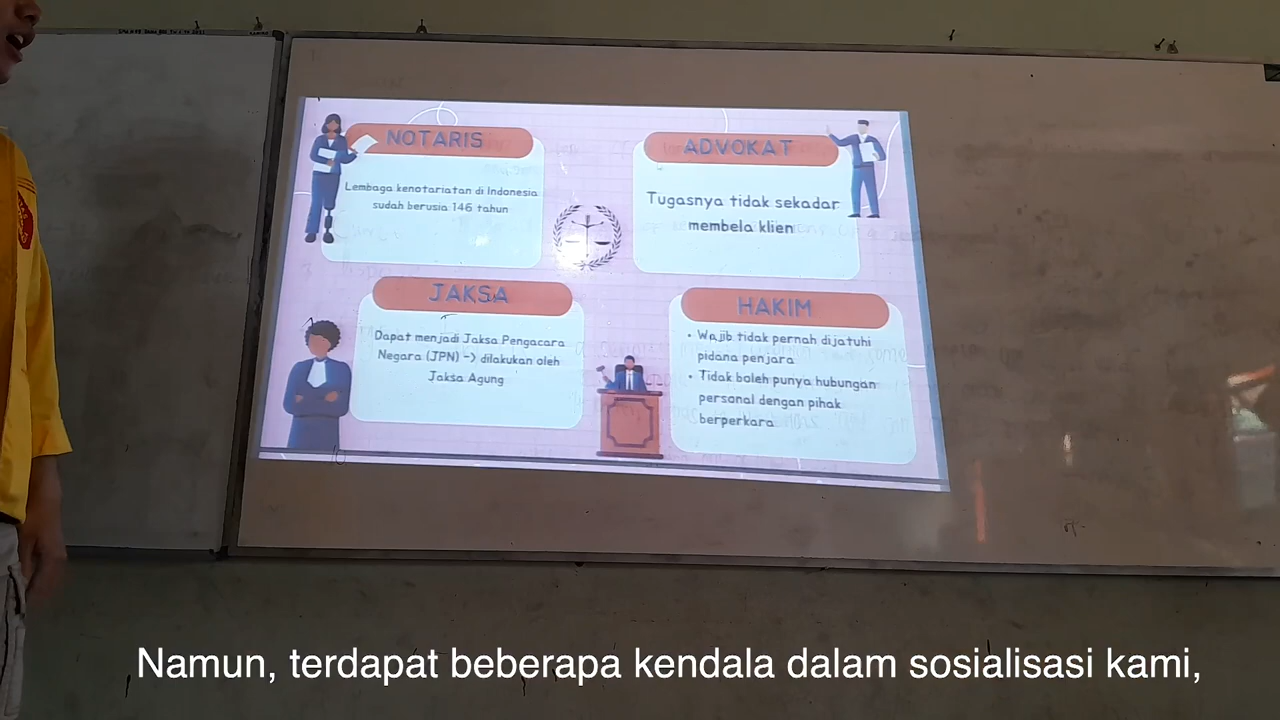 NOTARIS
Lembaga kenotariatan di Indonesia
sudah berusia 146 tahun
ADVOKAT
Tugasnya tidak sekadar
membela klien
JAKSA
Dapat menjadi Jaksa Pengacara
Negara (JPN) -> dilakukan oleh
Jaksa Agung
HAKIM
• Wajib tidak pernah dijatuhi
pidana penjara
• Tidak boleh punya hubungan
personal dengan pihak
berperkara
Namun, terdapat beberapa kendala dalam sosialisasi kami,